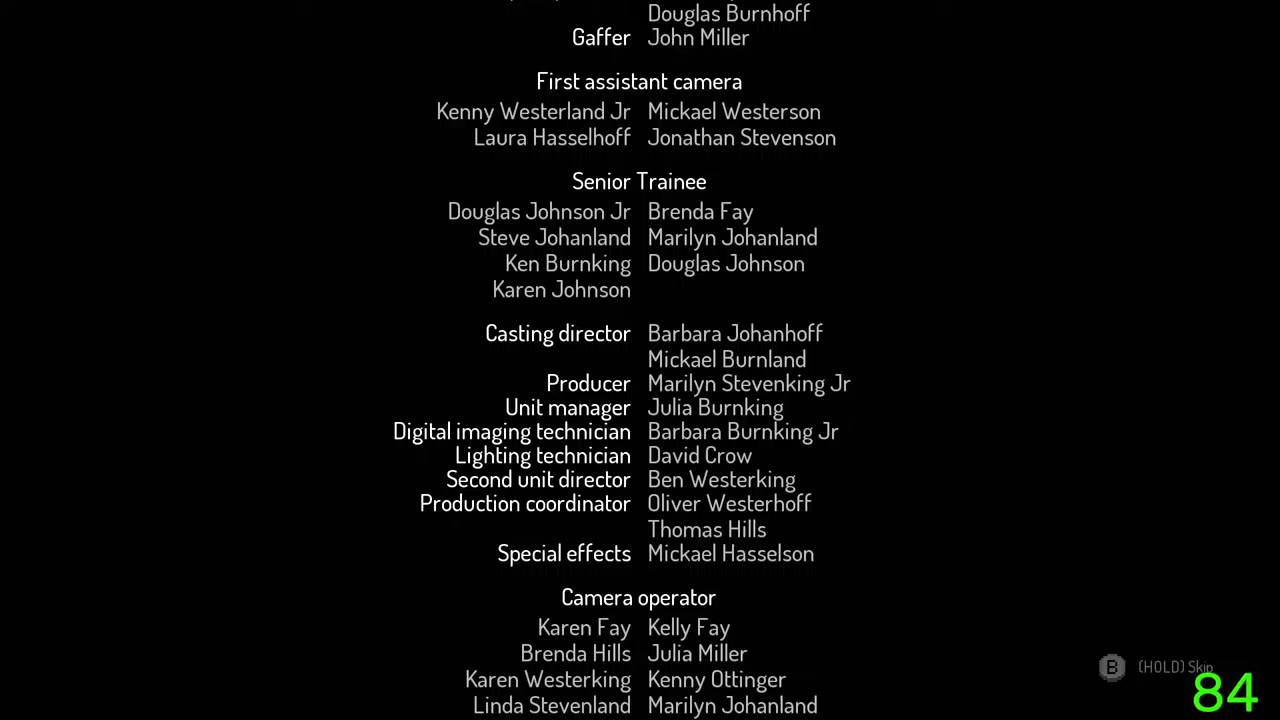 Douglas Burnhoff
Gaffer John Miller
First assistant camera
Kenny Westerland Jr Mickael Westerson
Laura Hasselhoff Jonathan Stevenson
Senior Trainee
Douglas Johnson Jr Brenda Fay
Steve Johanland Marilyn Johanland
Ken Burnking Douglas Johnson
Karen Johnson
Casting director Barbara Johanhoff
Mickael Burnland
Producer Marilyn Stevenking Jr
Unit manager Julia Burnking
Digital imaging technician Barbara Burnking Jr
Lighting technician David Crow
Second unit director Ben Westerking
Production coordinator Oliver Westerhoff
Thomas Hills
Special effects Mickael Hasselson
Camera operator
Karen Fay Kelly Fay
Brenda Hills Julia Miller
Karen Westerking Kenny Ottinger
Linda Stevenland Marilyn Johanland
B (HOLD) Skip
84